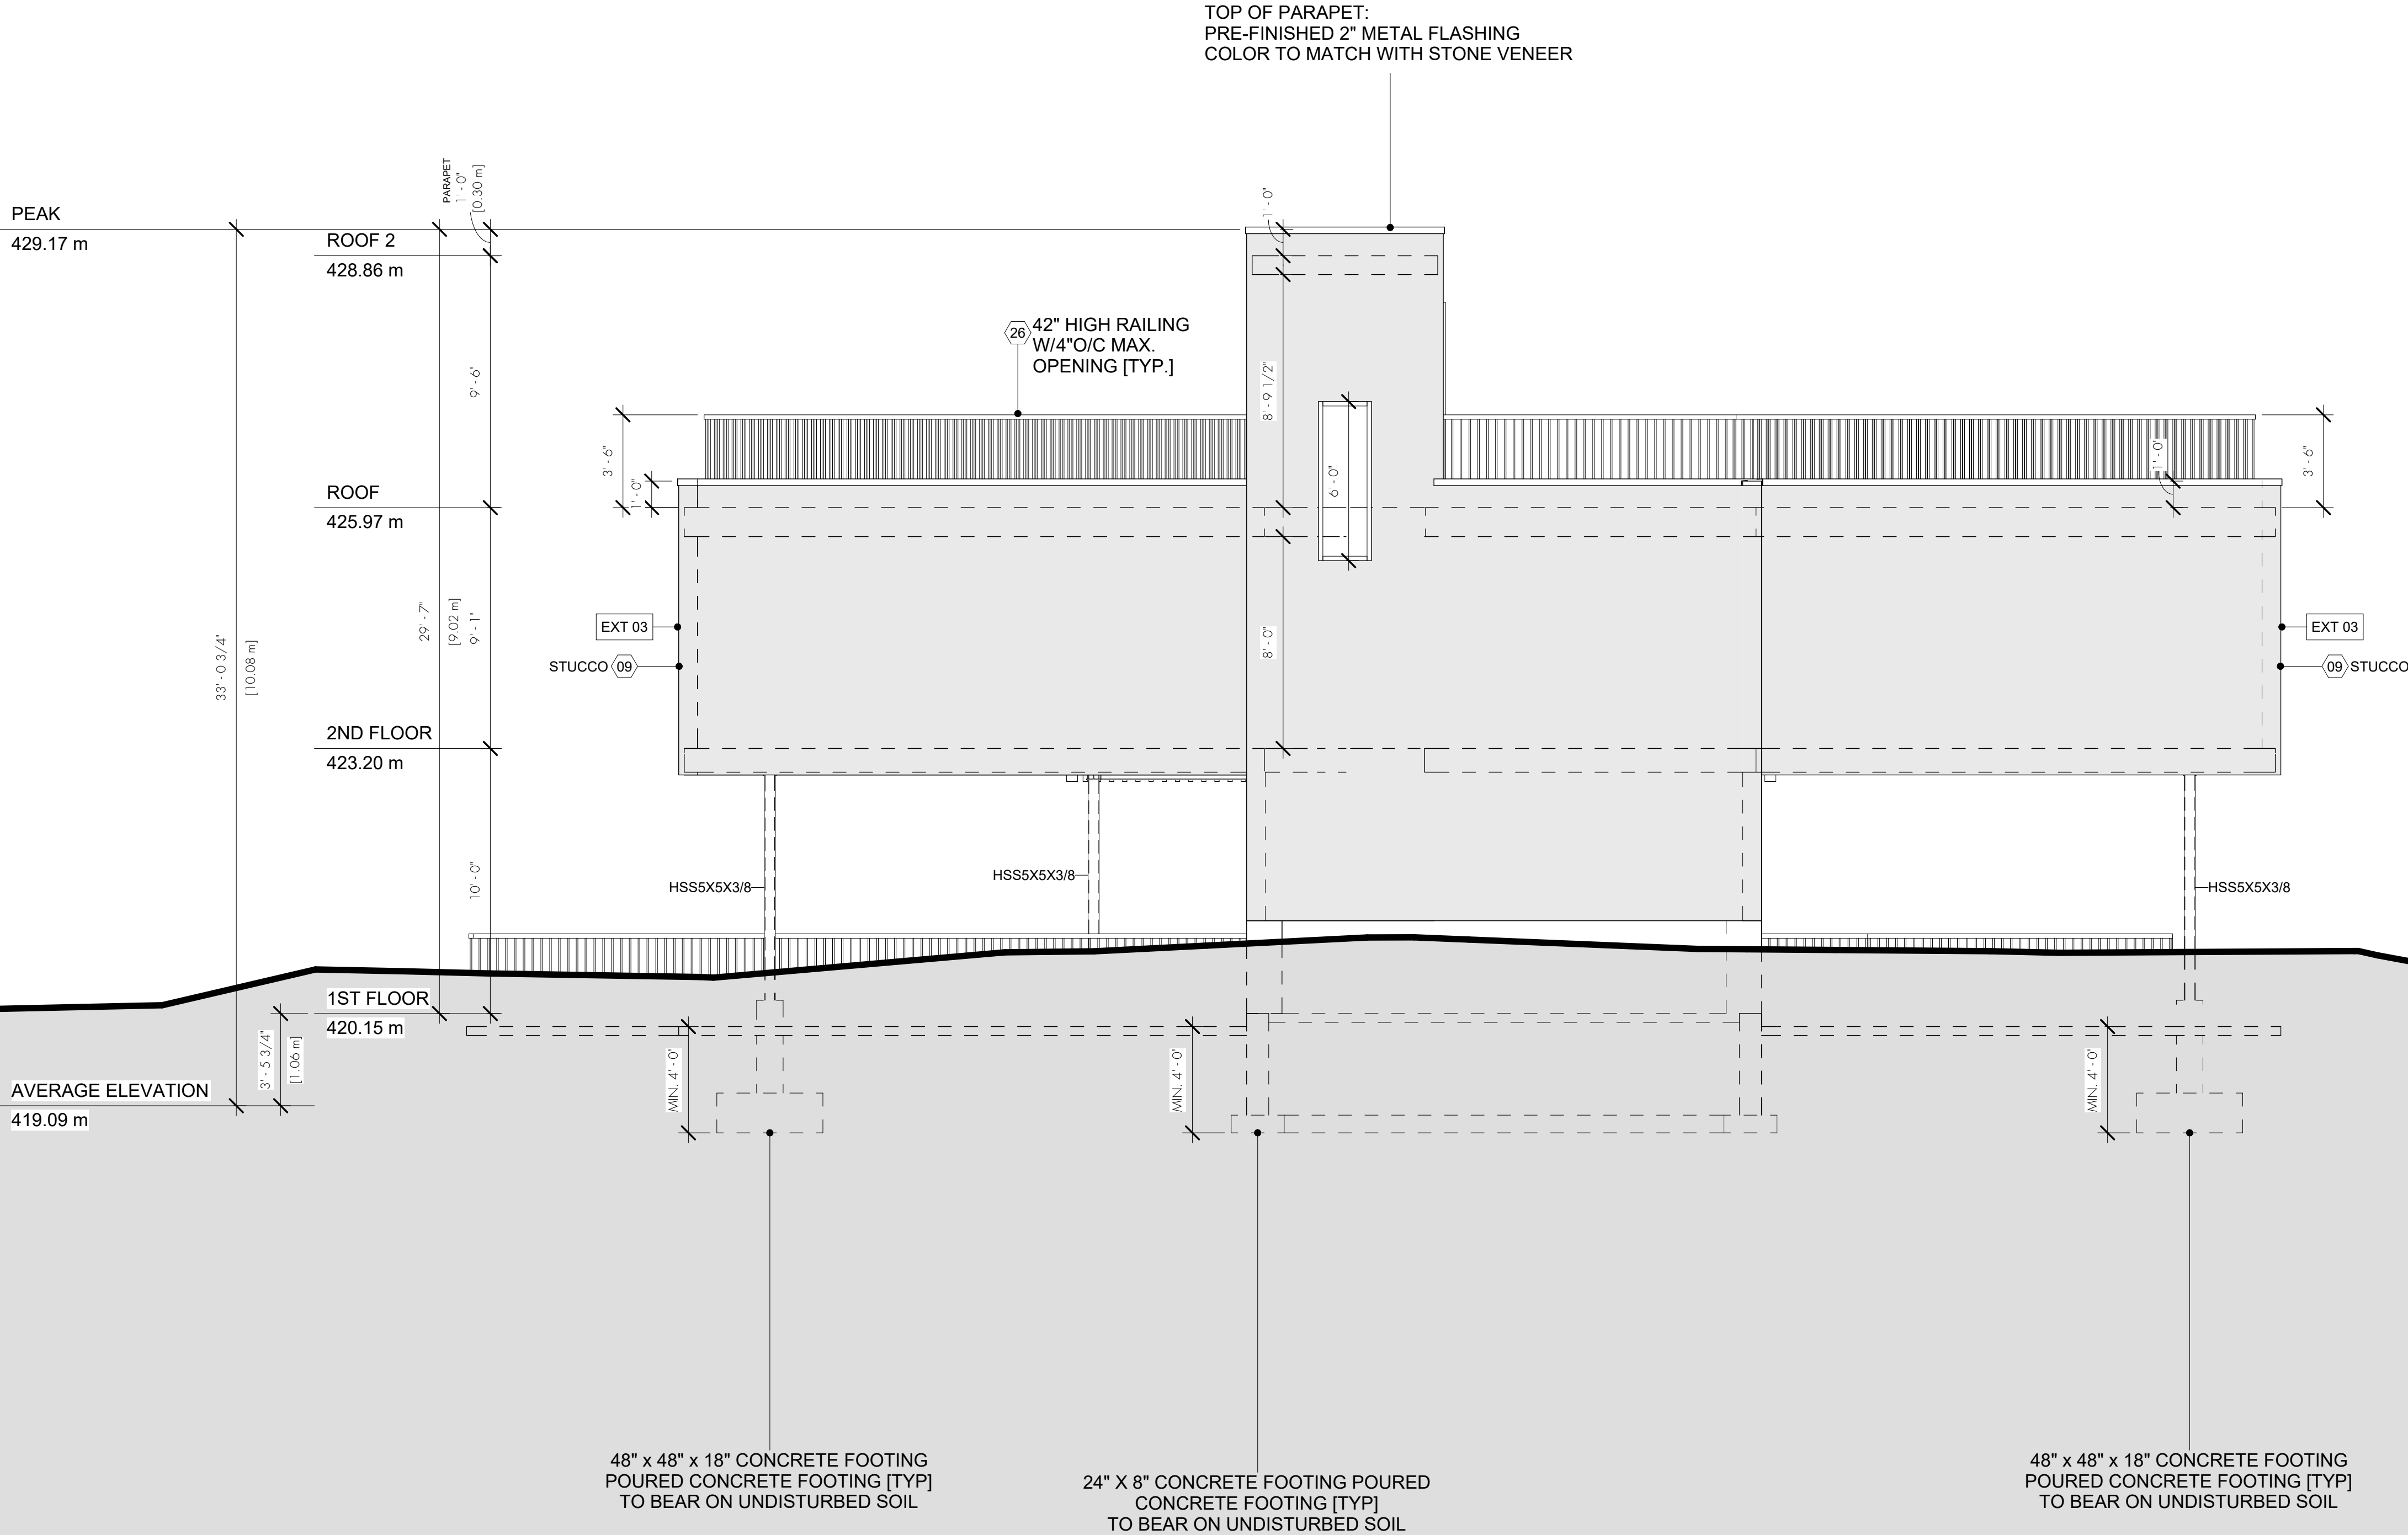 TOP OF PARAPET:
PRE-FINISHED 2" METAL FLASHING
COLOR TO MATCH WITH STONE VENEER
PARAPET
1' - 0"
[0.30 m]
PEAK
429.17 m
ROOF 2
428.86 m
1' - 0"
26
42" HIGH RAILING
W/4"O/C MAX.
OPENING [TYP.]
9' - 6"
8' - 9 1/2"
3' - 6"
1' - 0"
6' - 0"
1' - 0"
3' - 6"
ROOF
425.97 m
33' - 0 3/4"
[10.08 m]
29' - 7"
[9.02 m]
9' - 1"
8' - 0"
EXT 03
STUCCO 09
EXT 03
09 STUCCO
2ND FLOOR
423.20 m
10' - 0"
HSS5X5X3/8
HSS5X5X3/8
HSS5X5X3/8
1ST FLOOR
420.15 m
3' - 5 3/4"
[1.06 m]
MIN. 4' - 0"
MIN. 4' - 0"
MIN. 4' - 0"
AVERAGE ELEVATION
419.09 m
48" x 48" x 18" CONCRETE FOOTING
POURED CONCRETE FOOTING [TYP]
TO BEAR ON UNDISTURBED SOIL
24" X 8" CONCRETE FOOTING POURED
CONCRETE FOOTING [TYP]
TO BEAR ON UNDISTURBED SOIL
48" x 48" x 18" CONCRETE FOOTING
POURED CONCRETE FOOTING [TYP]
TO BEAR ON UNDISTURBED SOIL